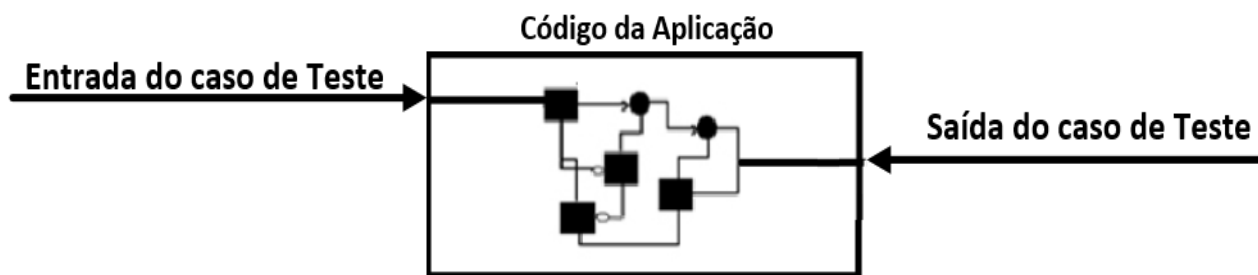 Código da Aplicação
Entrada do caso de Teste
Saída do caso de Teste